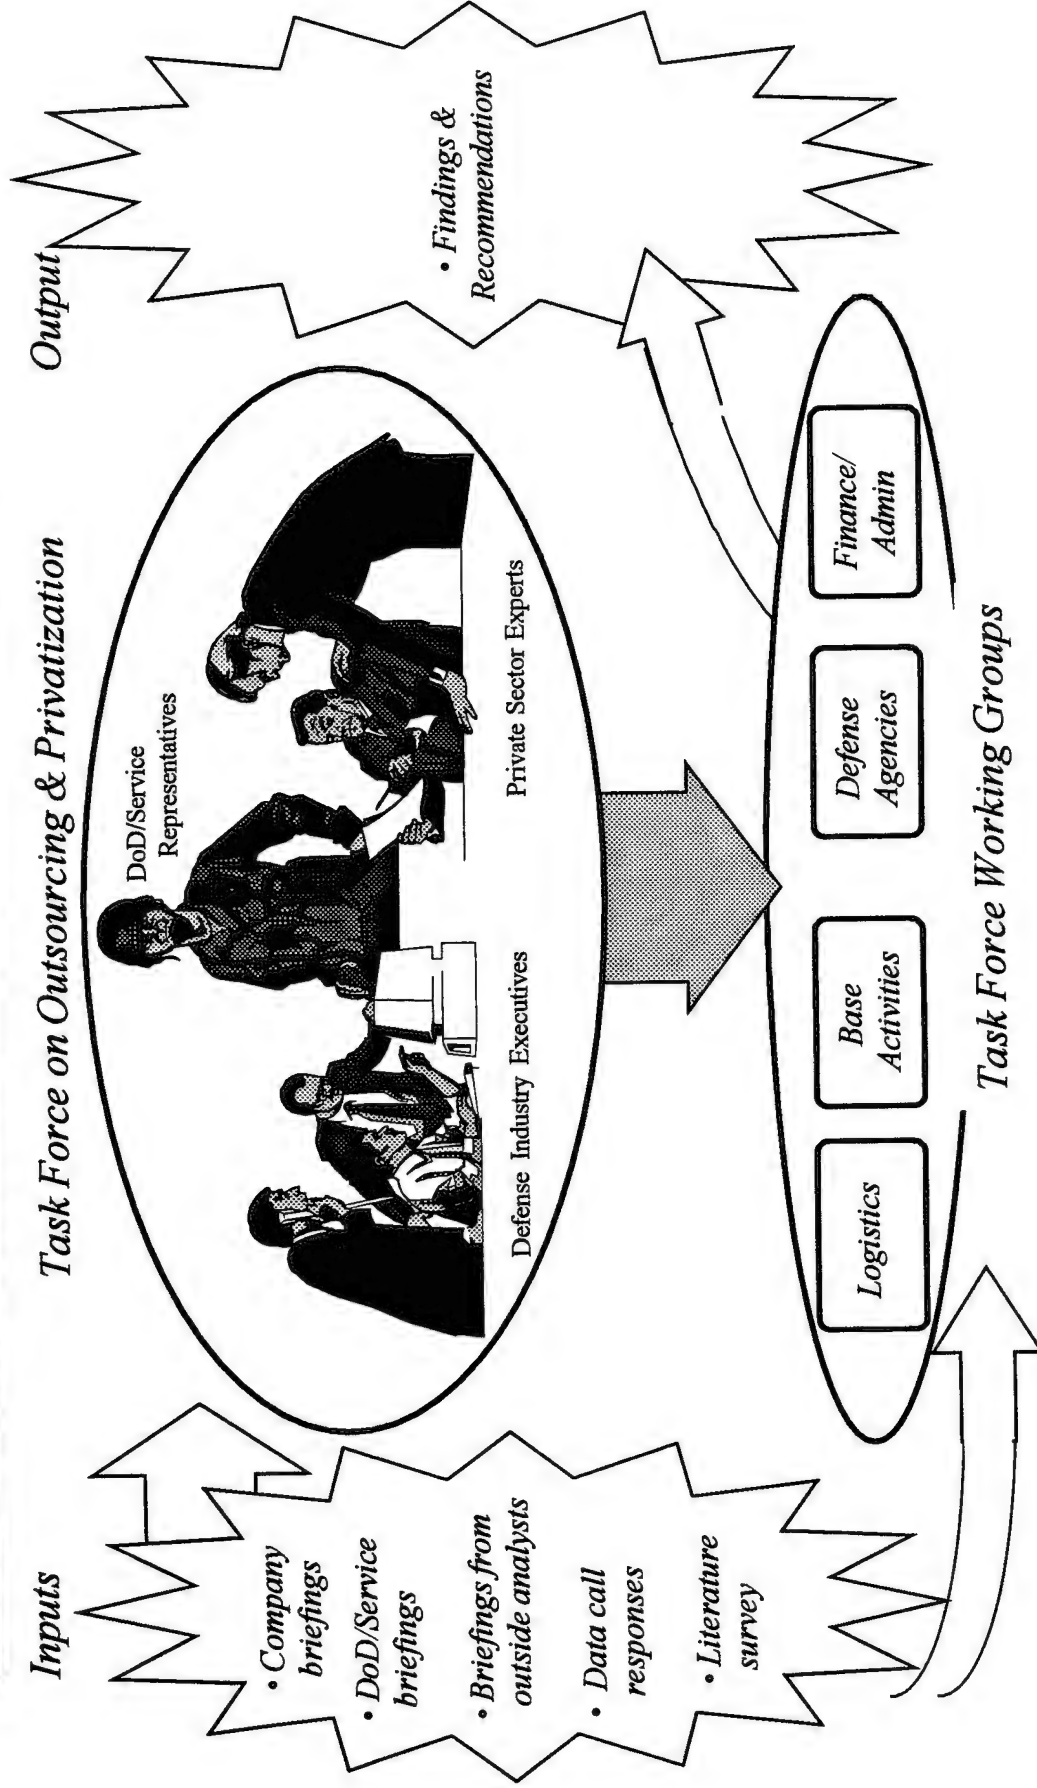 Inputs
Task Force on Outsourcing & Privatization
Output
• Company
briefings
• DoD/Service
briefings
• Briefings from
outside analysts
• Data call
responses
• Literature
survey
DoD/Service
Representatives
Defense Industry Executives
Private Sector Experts
• Findings &
Recommendations
Logistics
Base
Activities
Defense
Agencies
Finance/
Admin
Task Force Working Groups